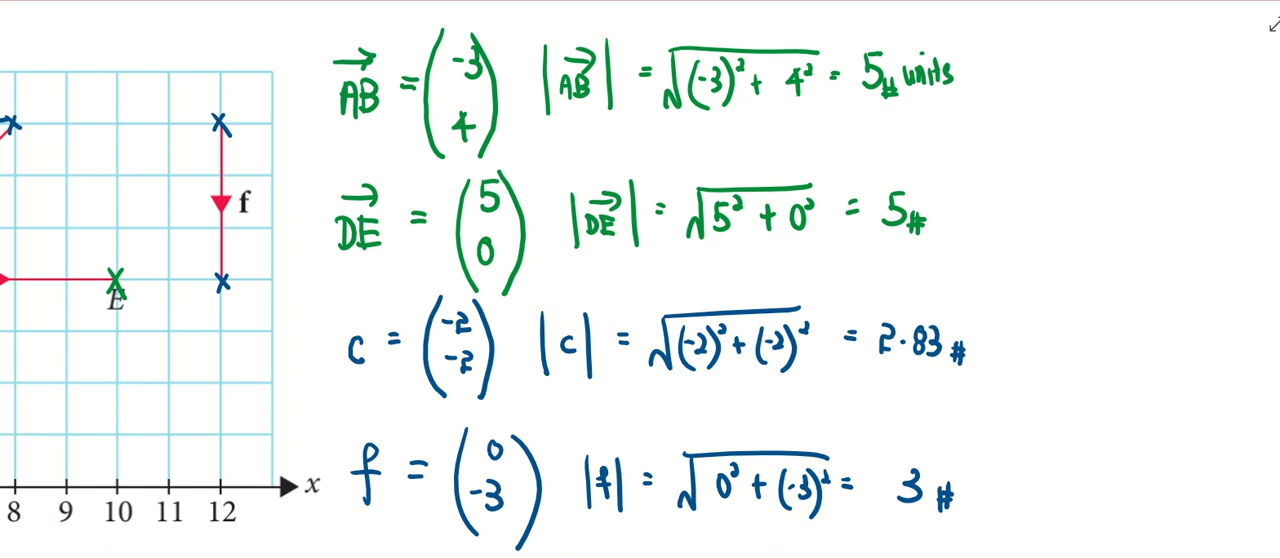 AB = (-3 4) |AB| = √(-3)² + 4² = 5 units
f
DE = (5 0) |DE| = √5² + 0² = 5
E
c = (-2 -2) |c| = √(-2)² + (-2)² = 2.83
f = (0 -3) |f| = √0² + (-3)² = 3
x
8 9 10 11 12